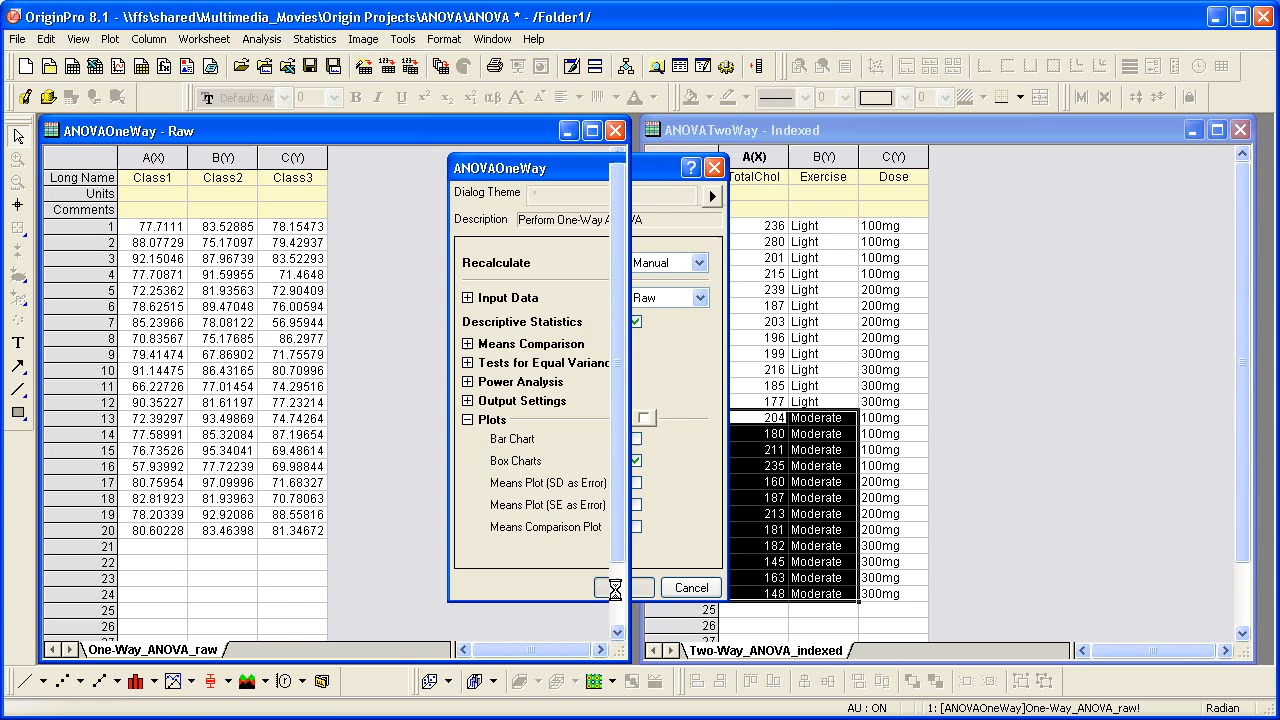 OriginPro 8.1 - \\ffs\shared\Multimedia_Movies\Origin Projects\ANOVA\ANOVA * - /Folder1/
File Edit View Plot Column Worksheet Analysis Statistics Image Tools Format Window Help
T Default: Ar 0 B I U αβ A A 0 0
ANOVAOneWay - Raw
A(X) B(Y) C(Y)
Long Name Class1 Class2 Class3
Units
Comments
1 77.7111 83.52885 78.15473
2 88.07729 75.17097 79.42937
3 92.15046 87.96739 83.52293
4 77.70871 91.59955 71.4648
5 72.25362 81.93563 72.90409
6 78.62515 89.47048 76.00594
7 85.23966 78.08122 56.95944
8 70.83567 75.17685 86.2977
9 79.41474 67.86902 71.75579
10 91.14475 86.43165 80.70996
11 66.22726 77.01454 74.29516
12 90.35227 81.61197 77.23214
13 72.39297 93.49869 74.74264
14 77.58991 85.32084 87.19654
15 76.73526 95.34041 69.43614
16 57.93992 77.72239 69.98844
17 80.75954 97.09996 71.68327
18 82.81923 81.93963 70.78063
19 78.20339 92.92086 88.55816
20 80.60228 83.46398 81.34672
21
22
23
24
25
26
27
One-Way_ANOVA_raw
ANOVAOneWay
Dialog Theme *
Description Perform One-Way A OVA
Recalculate Manual
Input Data Raw
Descriptive Statistics
Means Comparison
Tests for Equal Varianc
Power Analysis
Output Settings
Plots
Bar Chart
Box Charts
Means Plot (SD as Error)
Means Plot (SE as Error)
Means Comparison Plot
Cancel
ANOVATwoWay - Indexed
A(X) B(Y) C(Y)
TotalChol Exercise Dose
236 Light 100mg
280 Light 100mg
201 Light 100mg
215 Light 100mg
239 Light 200mg
187 Light 200mg
203 Light 200mg
196 Light 200mg
199 Light 300mg
216 Light 300mg
185 Light 300mg
177 Light 300mg
204 Moderate 100mg
180 Moderate 100mg
211 Moderate 100mg
235 Moderate 100mg
160 Moderate 200mg
187 Moderate 200mg
213 Moderate 200mg
181 Moderate 200mg
182 Moderate 300mg
145 Moderate 300mg
163 Moderate 300mg
148 Moderate 300mg
25
26
27
Two-Way_ANOVA_indexed
AU : ON 1: [ANOVAOneWay]One-Way_ANOVA_raw! Radian